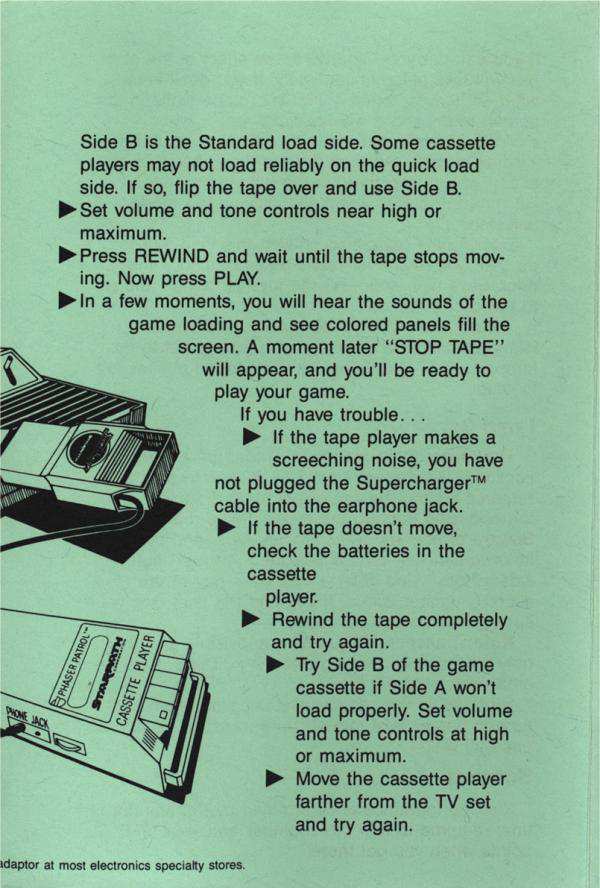 Side B is the Standard load side. Some cassette
players may not load reliably on the quick load
side. If so, flip the tape over and use Side B.
▶Set volume and tone controls near high or
maximum.
▶Press REWIND and wait until the tape stops mov-
ing. Now press PLAY.
▶In a few moments, you will hear the sounds of the
game loading and see colored panels fill the
screen. A moment later "STOP TAPE"
will appear, and you'll be ready to
play your game.
If you have trouble. . .
▶ If the tape player makes a
screeching noise, you have
not plugged the Supercharger™
cable into the earphone jack.
▶ If the tape doesn't move,
check the batteries in the
cassette
player.
▶ Rewind the tape completely
and try again.
▶ Try Side B of the game
cassette if Side A won't
load properly. Set volume
and tone controls at high
or maximum.
▶ Move the cassette player
farther from the TV set
and try again.
PHASER PATROL™
STARPATH
CASSETTE PLAYER
PHONE JACK
adaptor at most electronics specialty stores.